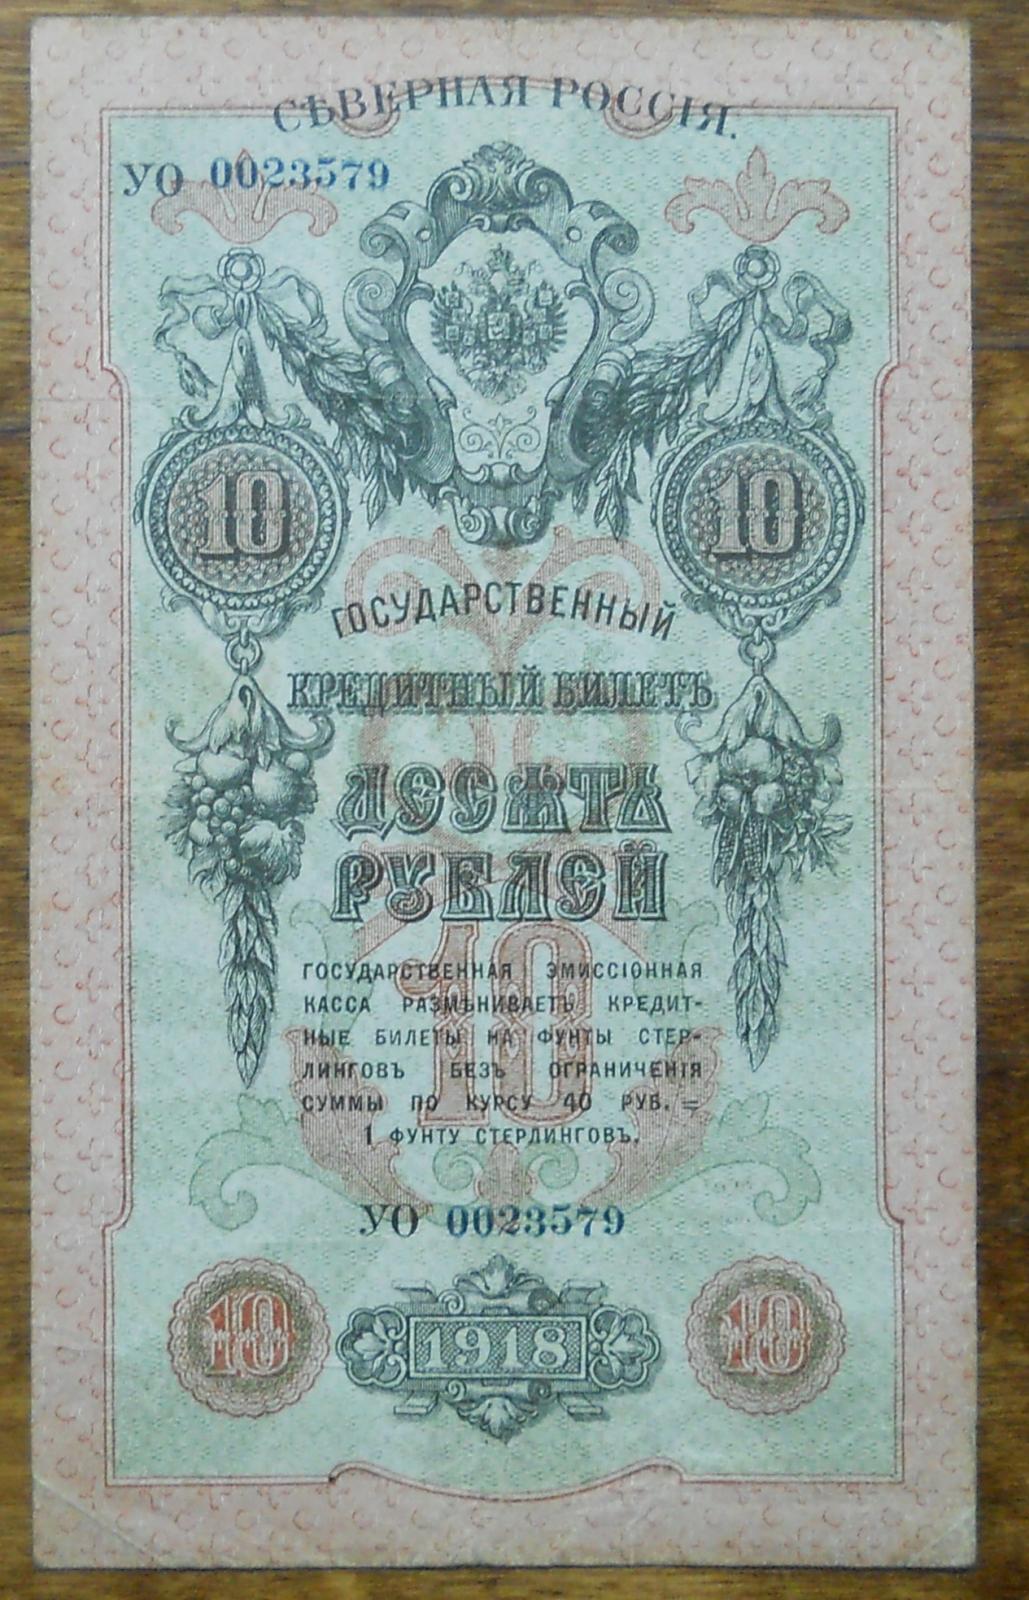 СѢВЕРНАЯ РОССІЯ.
УО 0023579
10 10
ГОСУДАРСТВЕННЫЙ
КРЕДИТНЫЙ БИЛЕТЪ
ДЕСЯТЬ
РУБЛЕЙ
10
ГОСУДАРСТВЕННАЯ ЭМИССІОННАЯ
КАССА РАЗМѢНИВАЕТЪ КРЕДИТ-
НЫЕ БИЛЕТЫ НА ФУНТЫ СТЕР-
ЛИНГОВЪ БЕЗЪ ОГРАНИЧЕНІЯ
СУММЫ ПО КУРСУ 40 РУБ. =
1 ФУНТУ СТЕРЛИНГОВЪ.
УО 0023579
10 1918 10